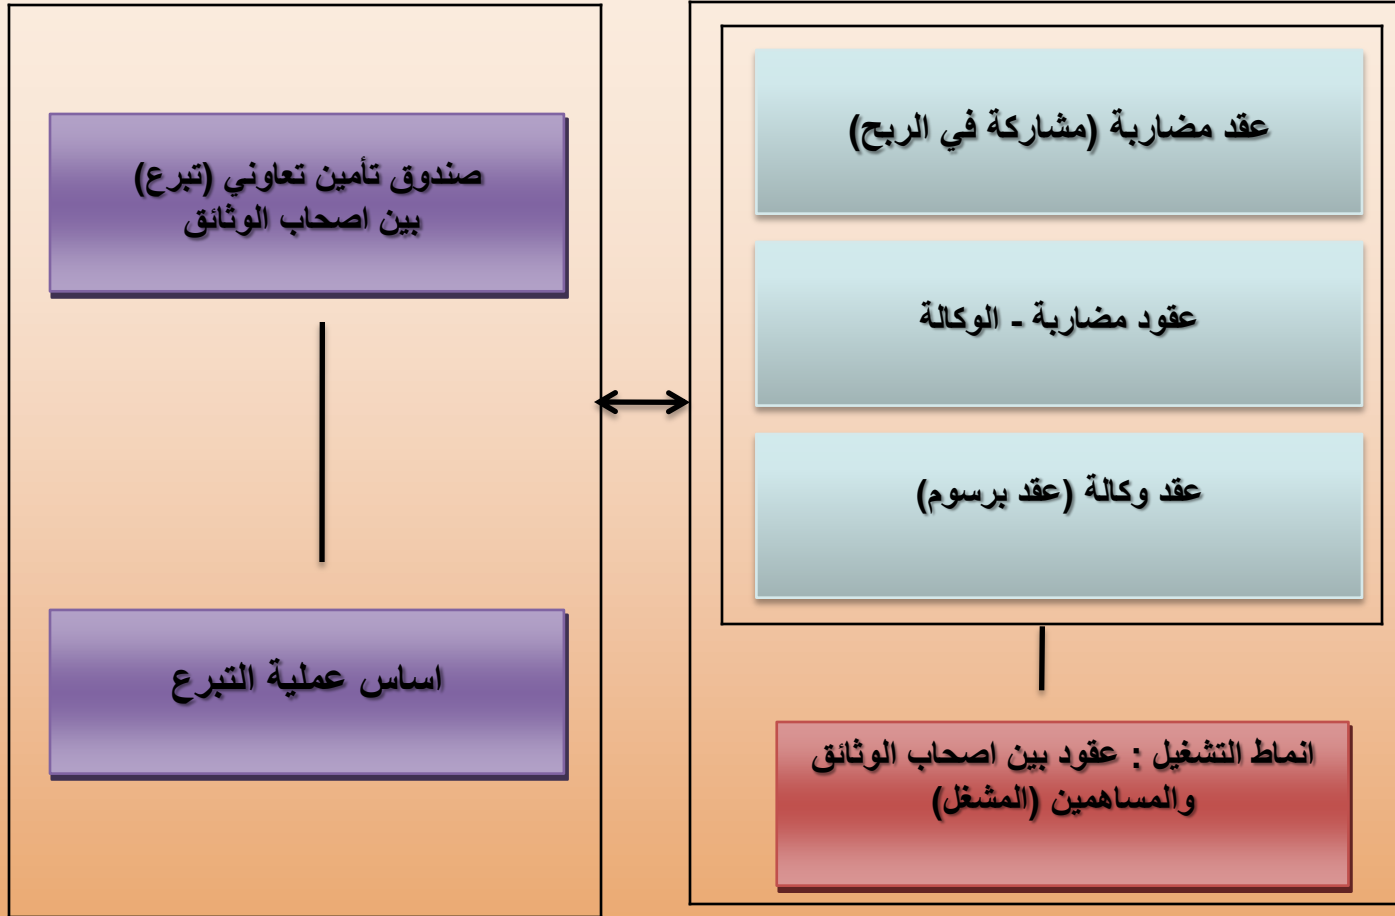 عقد مضاربة (مشاركة في الربح)
عقود مضاربة - الوكالة
عقد وكالة (عقد برسوم)
انماط التشغيل : عقود بين اصحاب الوثائق
والمساهمين (المشغل)
صندوق تأمين تعاوني (تبرع)
بين اصحاب الوثائق
اساس عملية التبرع